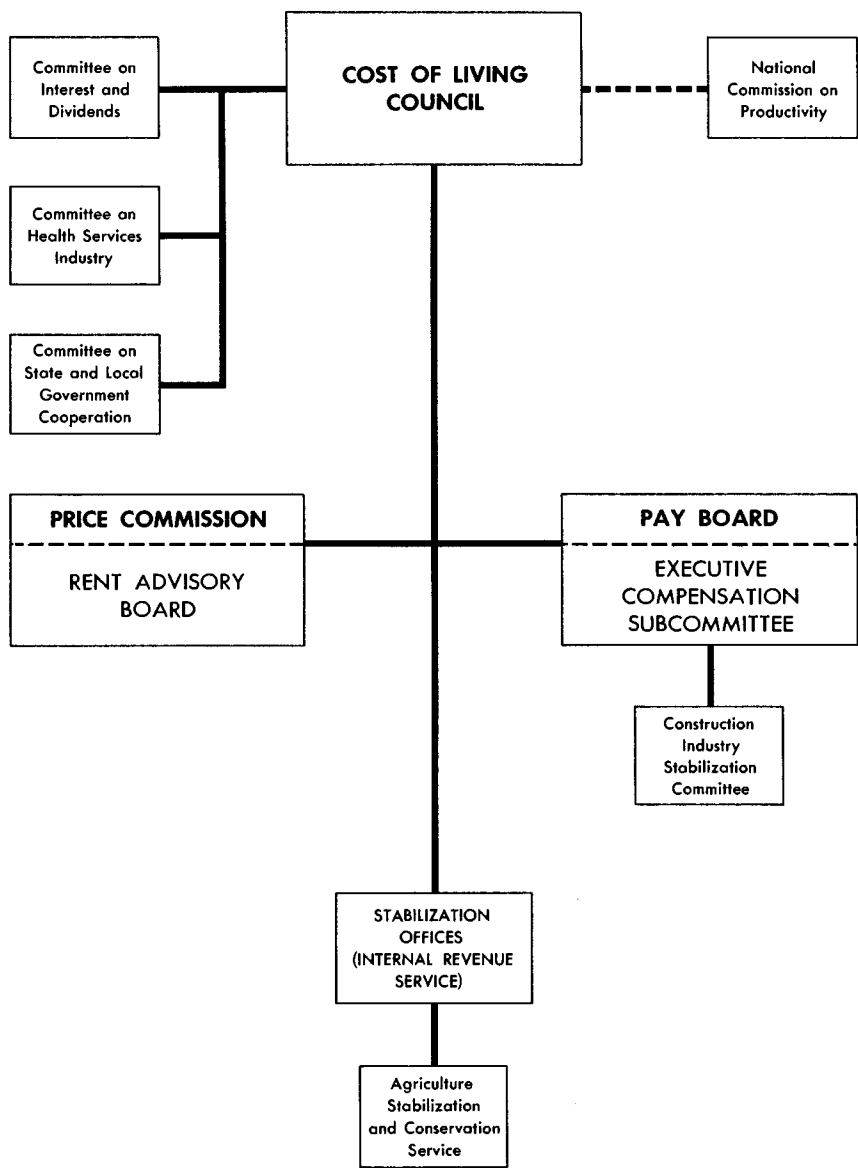 Committee on
Interest and
Dividends
COST OF LIVING
COUNCIL
National
Commission on
Productivity
Committee an
Health Services
Industry
Committee on
State and Local
Government
Cooperation
PRICE COMMISSION
RENT ADVISORY
BOARD
PAY BOARD
EXECUTIVE
COMPENSATION
SUBCOMMITTEE
Construction
Industry
Stabilization
Committee
STABILIZATION
OFFICES
(INTERNAL REVENUE
SERVICE)
Agriculture
Stabilization
and Conservation
Service